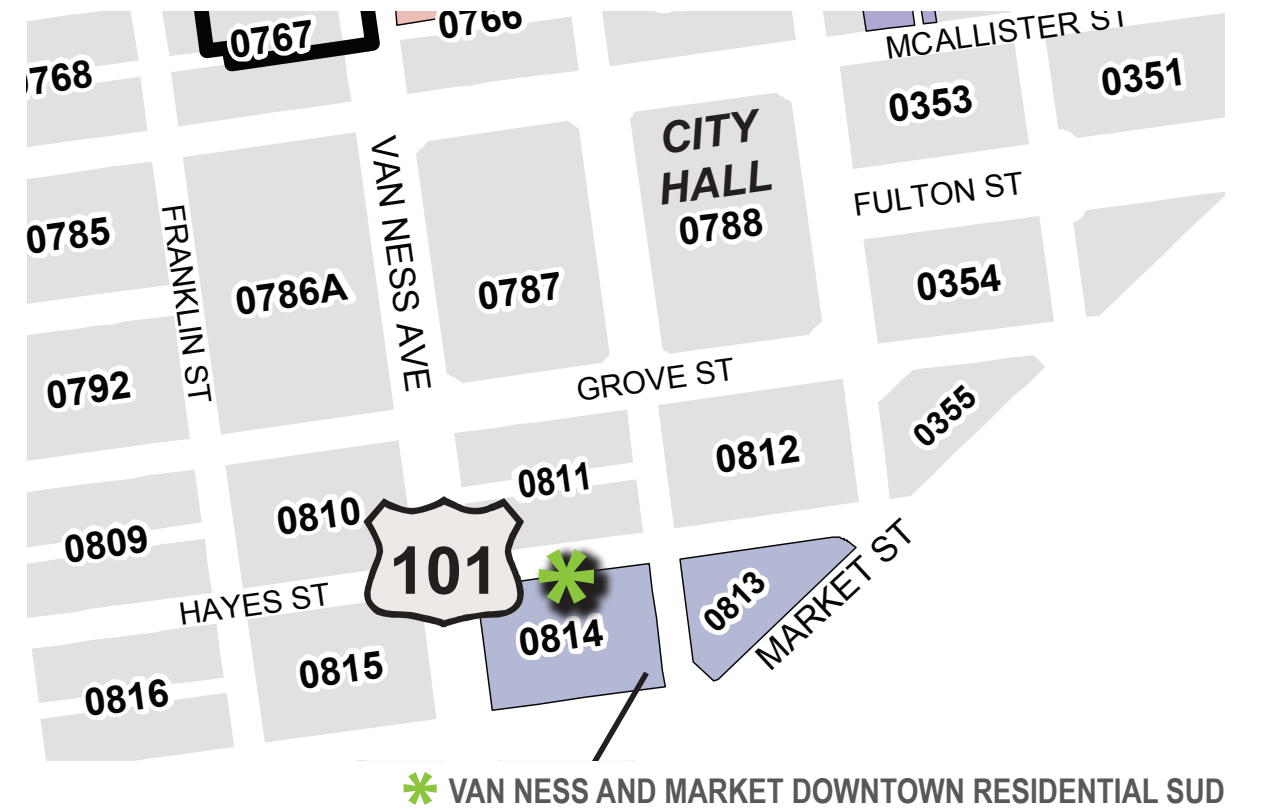 0767
0766
MCALLISTER ST
0768
0353
0351
CITY
HALL
0788
VAN NESS AVE
FULTON ST
FRANKLIN ST
0785
0786A
0787
0354
0792
GROVE ST
0355
0812
0811
0810
0809
101
MARKET ST
0813
HAYES ST
0814
0815
0816
VAN NESS AND MARKET DOWNTOWN RESIDENTIAL SUD